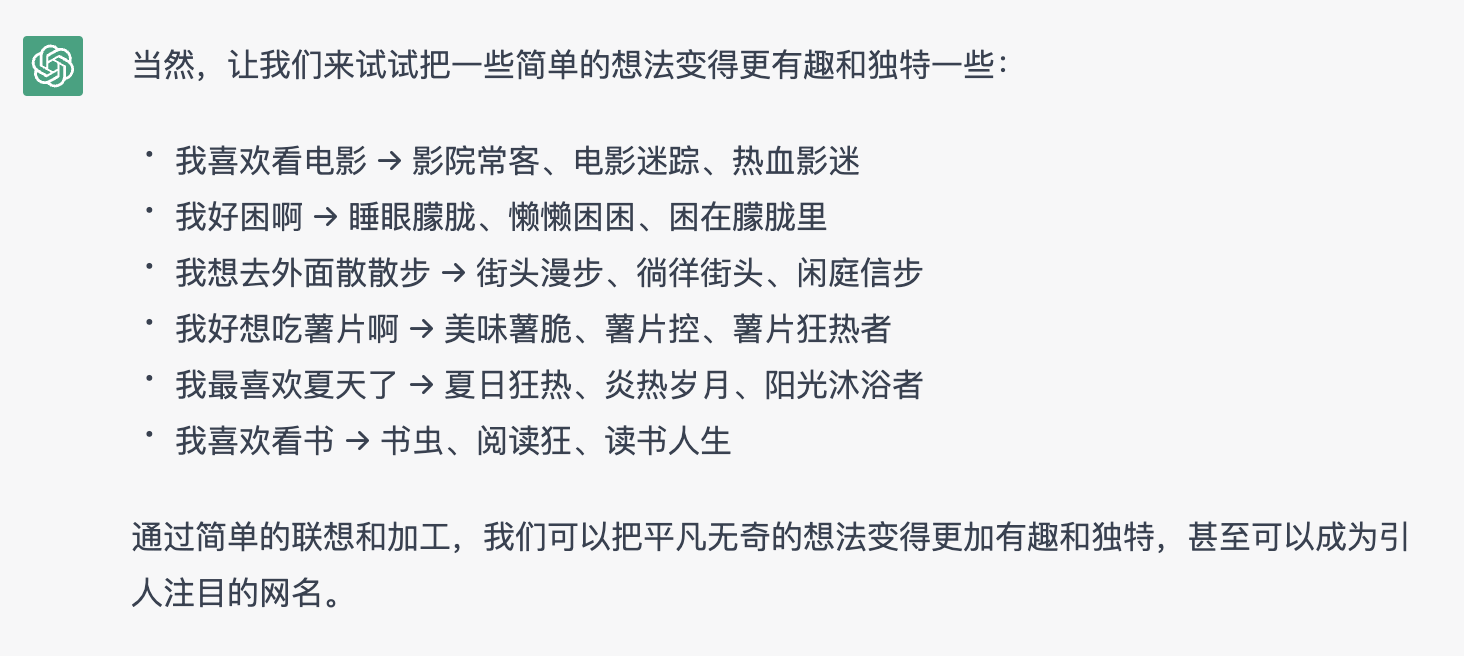 当然，让我们来试试把一些简单的想法变得更有趣和独特一些：
• 我喜欢看电影 → 影院常客、电影迷踪、热血影迷
• 我好困啊 → 睡眼朦胧、懒懒困困、困在朦胧里
• 我想去外面散散步 → 街头漫步、徜徉街头、闲庭信步
• 我好想吃薯片啊 → 美味薯脆、薯片控、薯片狂热者
• 我最喜欢夏天了 → 夏日狂热、炎热岁月、阳光沐浴者
• 我喜欢看书 → 书虫、阅读狂、读书人生
通过简单的联想和加工，我们可以把平凡无奇的想法变得更加有趣和独特，甚至可以成为引
人注目的网名。